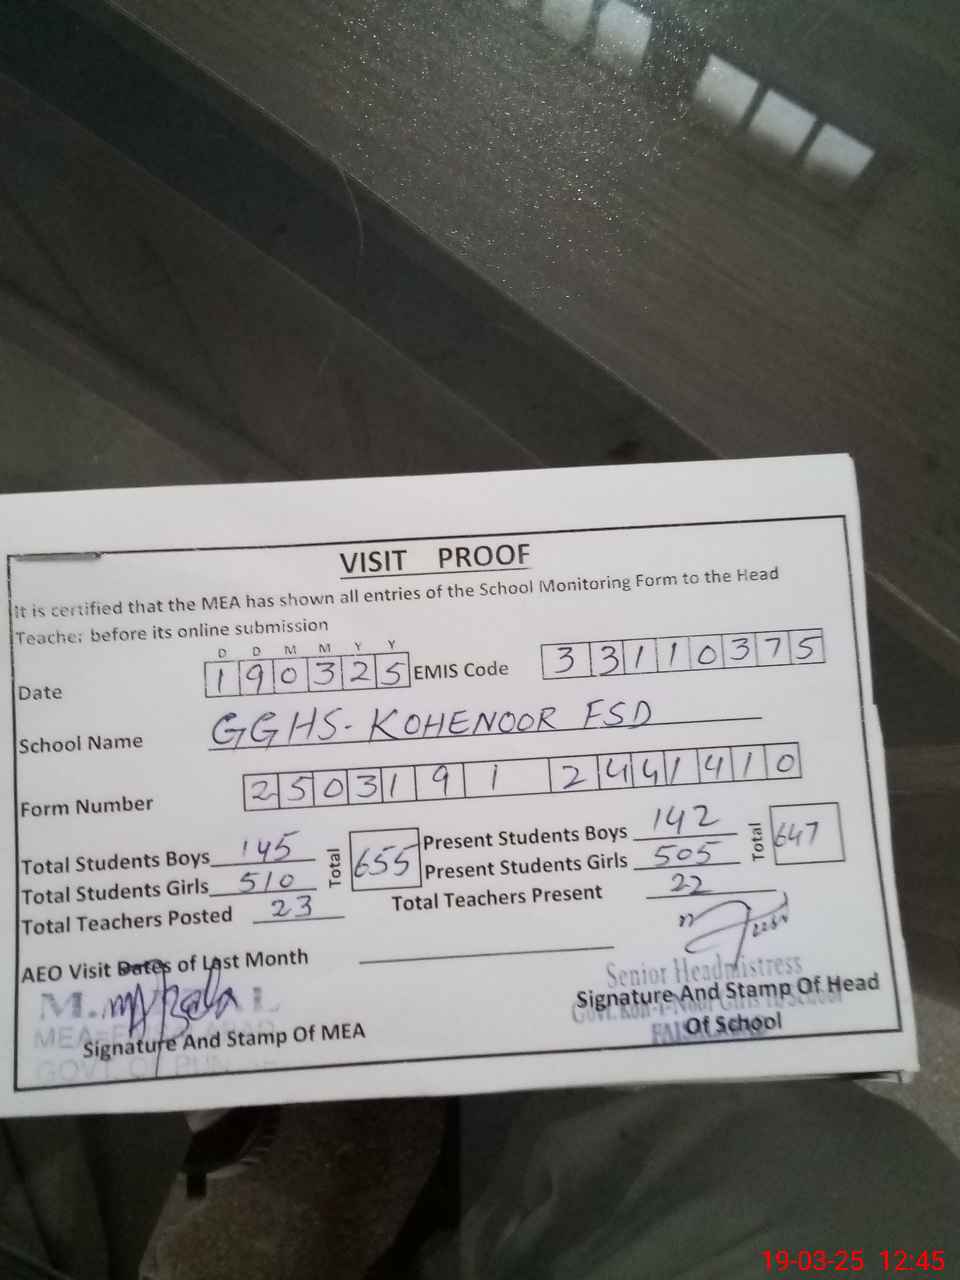 VISIT PROOF
It is certified that the MEA has shown all entries of the School Monitoring Form to the Head
Teacher before its online submission
D D M M Y Y
Date 190325 EMIS Code 33110375
School Name GGHS-KOHENOOR FSD
Form Number 2503191 2441410
Total Students Boys 145 Total 655 Present Students Boys 142 Total 647
Total Students Girls 510 Present Students Girls 505
Total Teachers Posted 23 Total Teachers Present 22
AEO Visit Dates of Last Month
Senior Headmistress
Signature And Stamp Of Head
Of School
Signature And Stamp Of MEA
19-03-25 12:45